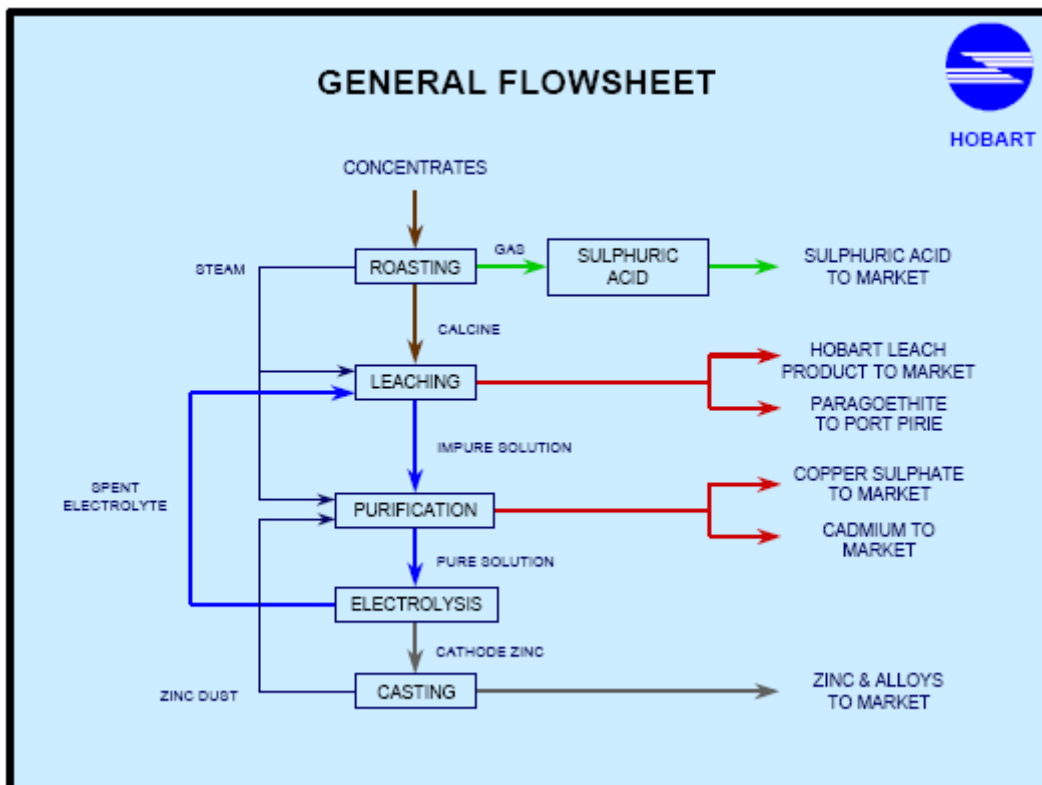 GENERAL FLOWSHEET
HOBART
CONCENTRATES
STEAM
ROASTING
GAS
SULPHURIC
ACID
SULPHURIC ACID
TO MARKET
CALCINE
LEACHING
HOBART LEACH
PRODUCT TO MARKET
PARAGOETHITE
TO PORT PIRIE
IMPURE SOLUTION
SPENT
ELECTROLYTE
PURIFICATION
COPPER SULPHATE
TO MARKET
CADMIUM TO
MARKET
PURE SOLUTION
ELECTROLYSIS
CATHODE ZINC
ZINC DUST
CASTING
ZINC & ALLOYS
TO MARKET